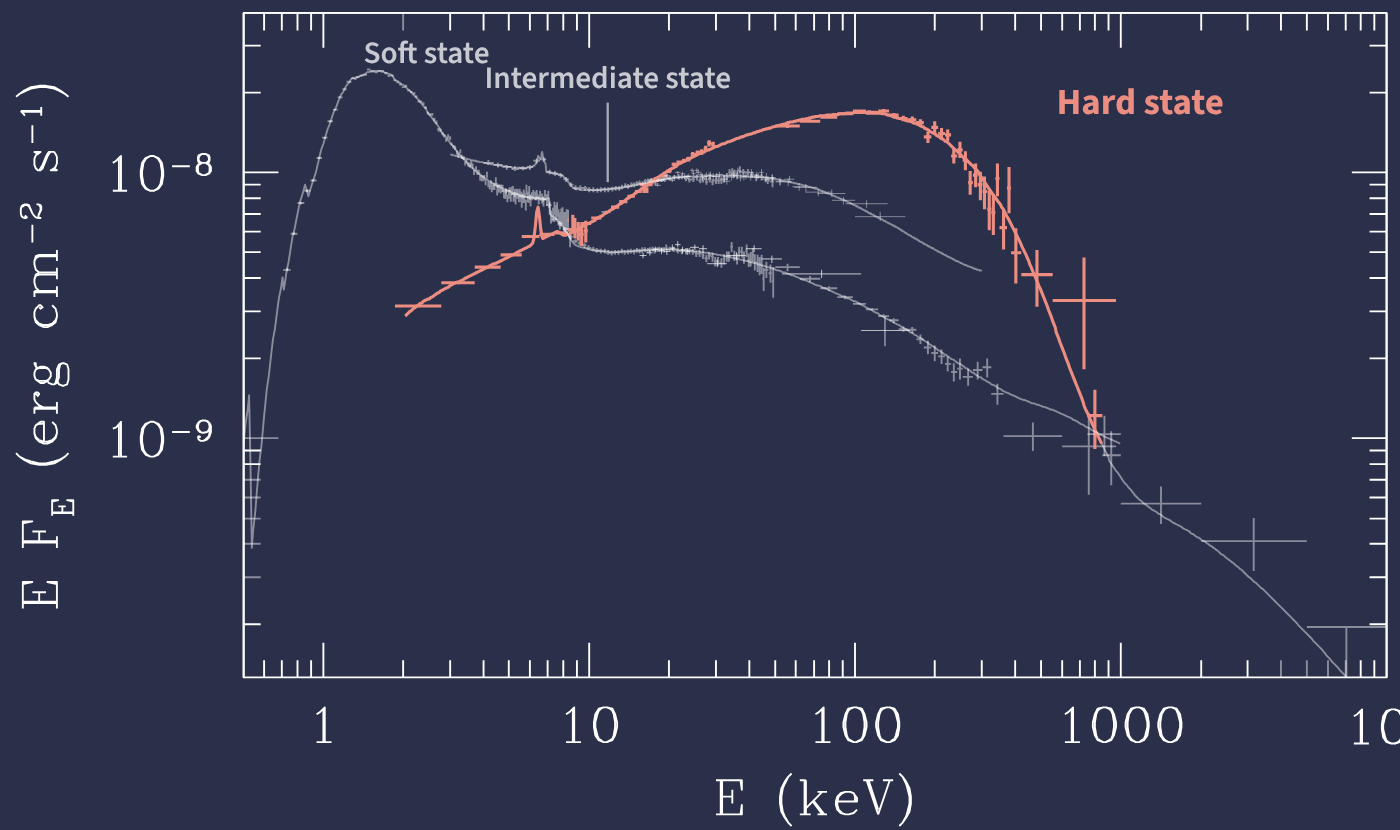 Soft state
Intermediate state
Hard state
10⁻⁸
10⁻⁹
E F_E (erg cm⁻² s⁻¹)
1 10 100 1000 10
E (keV)